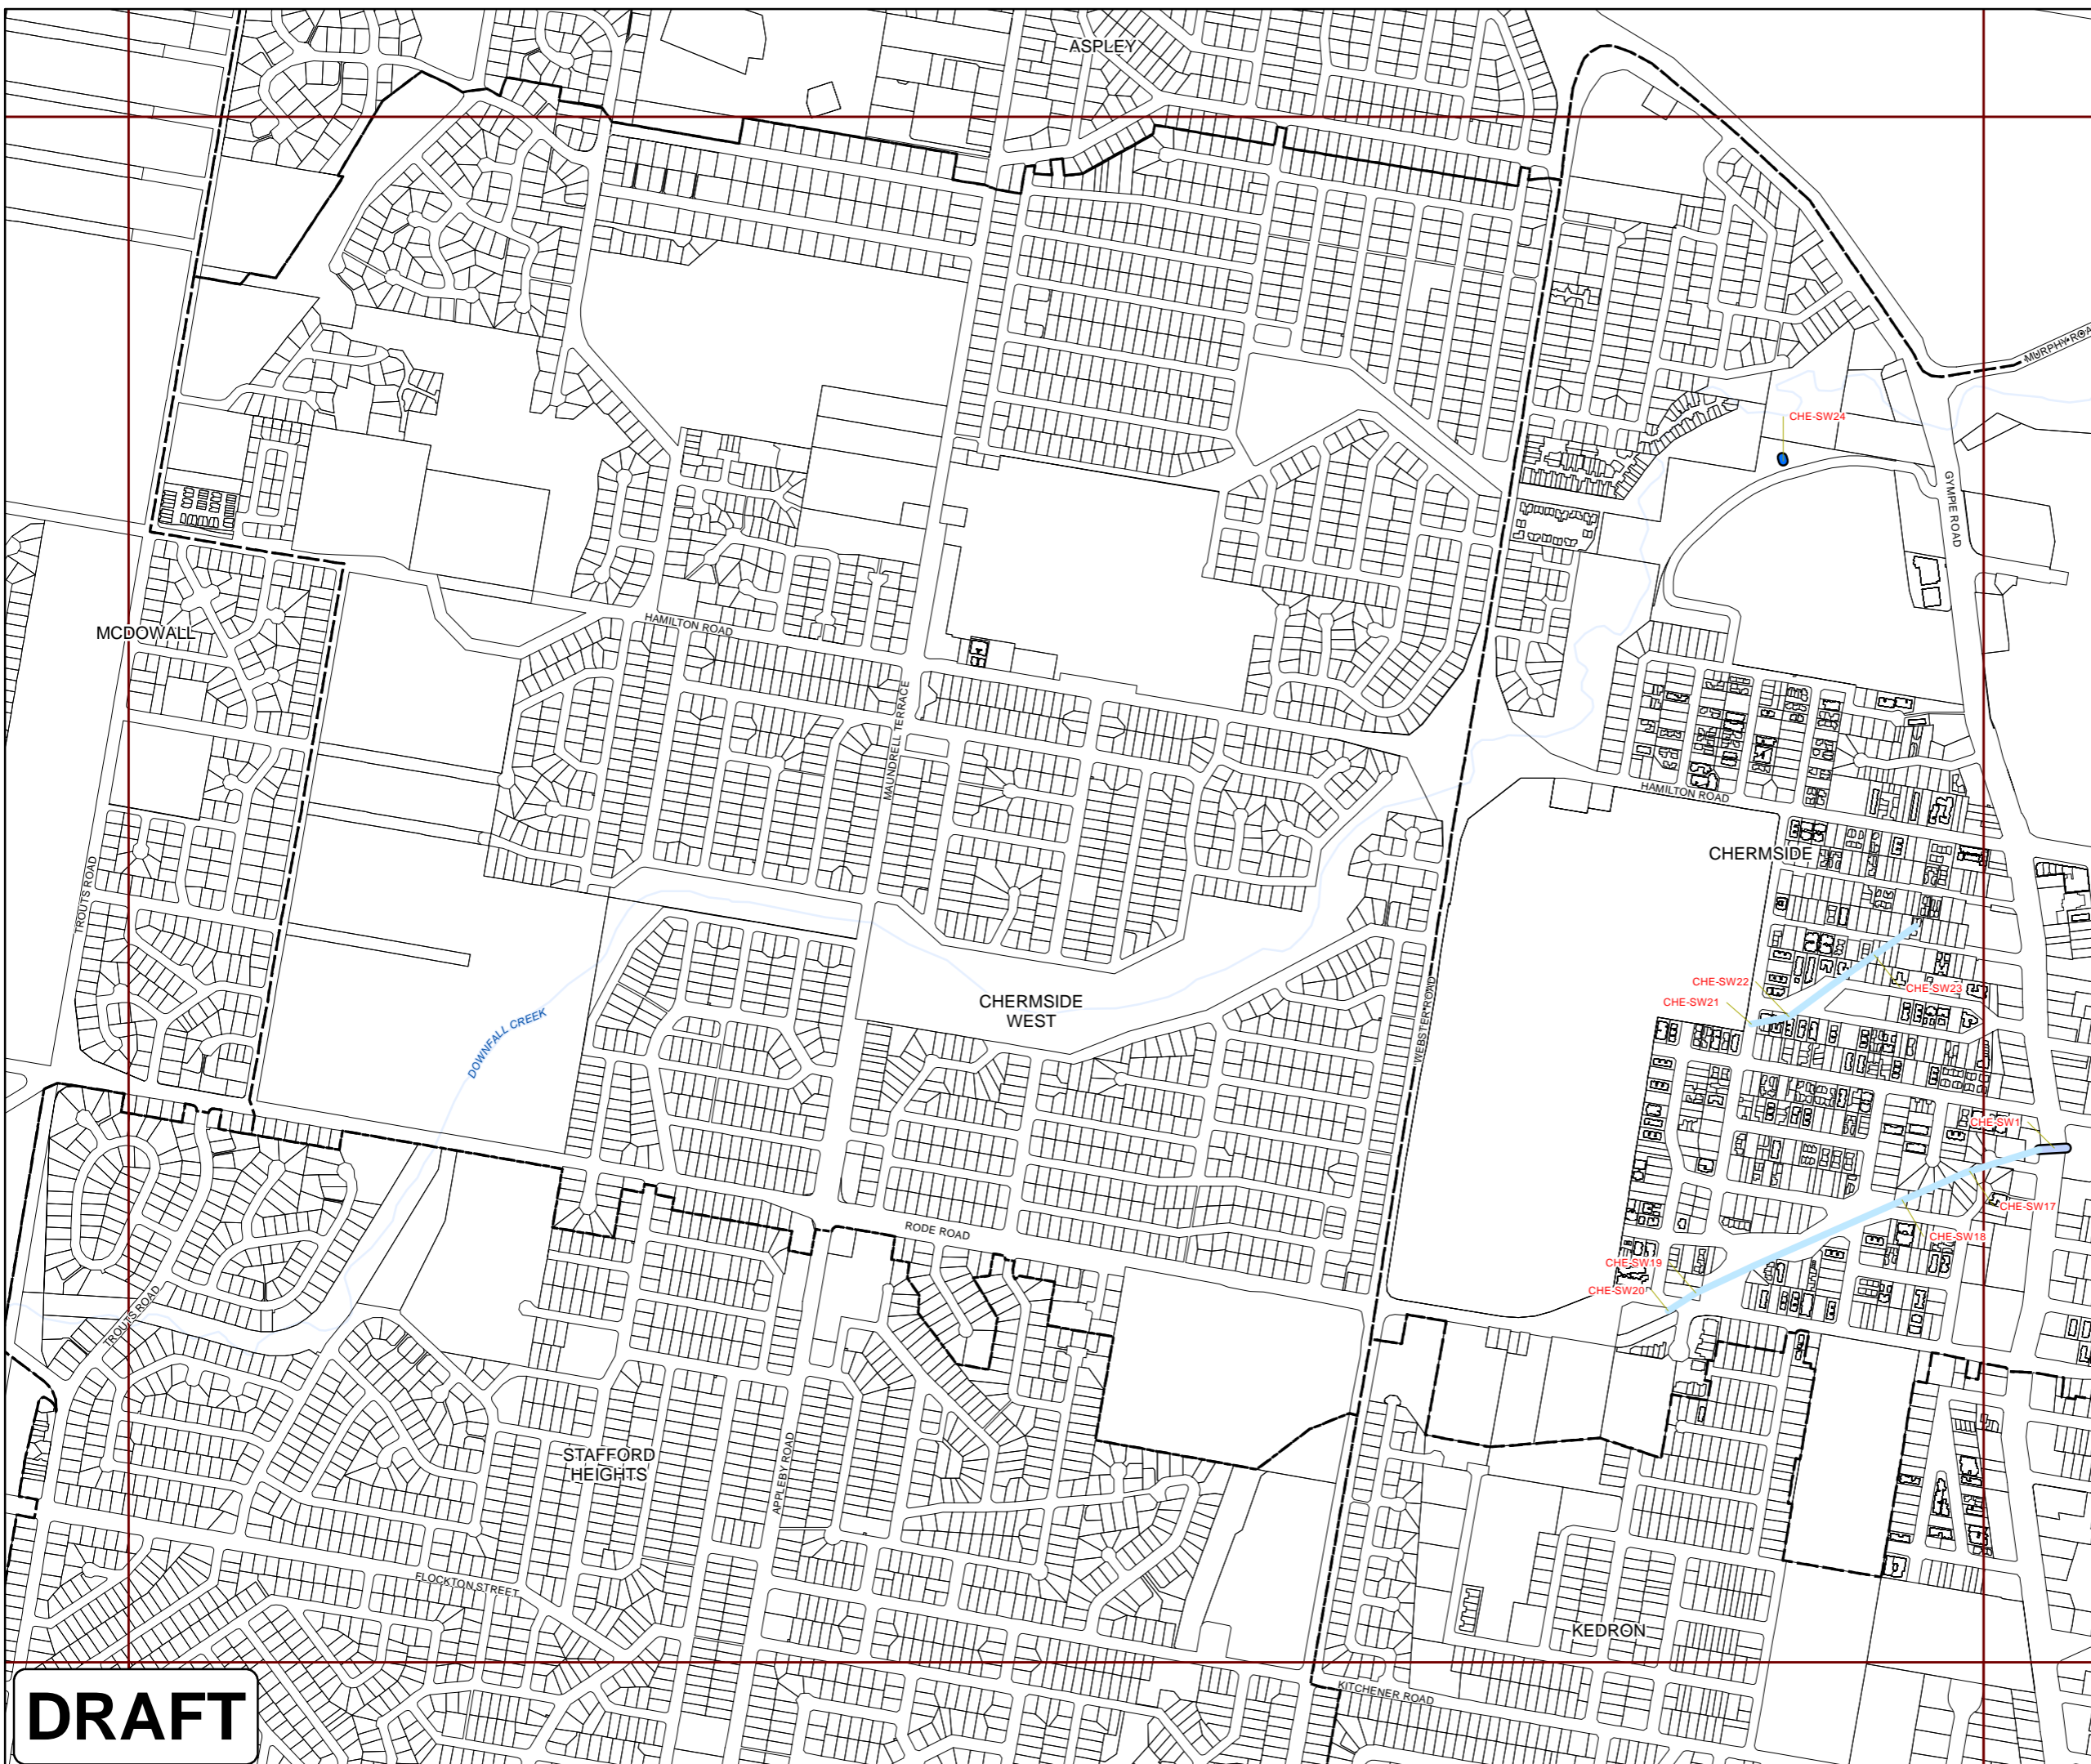 ASPLEY
MURPHY ROA
CHE-SW24
GYMPIE ROAD
HAMILTON ROAD
MCDOWALL
MAUNDRELL TERRACE
HAMILTON ROAD
CHERMSIDE
TROUTS ROAD
CHE-SW22
CHE-SW23
CHE-SW21
CHERMSIDE
WEST
WEBSTER ROAD
DOWNFALL CREEK
CHE-SW1
CHE-SW17
RODE ROAD
CHE-SW18
CHE-SW19
CHE-SW20
TROUTS ROAD
STAFFORD
HEIGHTS
APPLEBY ROAD
FLOCKTON STREET
KEDRON
KITCHENER ROAD
DRAFT